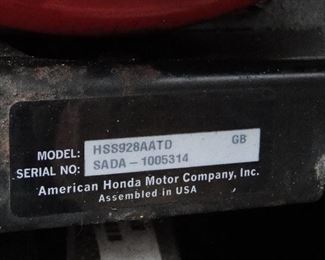 MODEL: HSS928AATD GB
SERIAL NO: SADA-1005314
American Honda Motor Company, Inc.
Assembled in USA